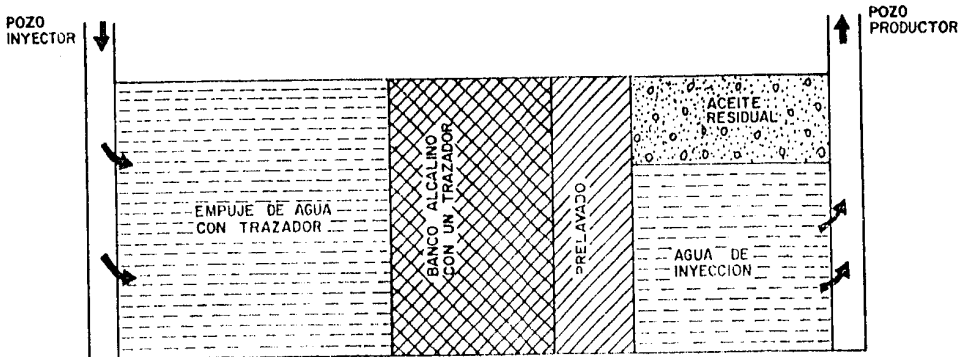 POZO
INYECTOR
POZO
PRODUCTOR
ACEITE
RESIDUAL
EMPUJE DE AGUA
CON TRAZADOR
BANCO ALCALINO
CON UN TRAZADOR
PRELAVADO
AGUA DE
INYECCION